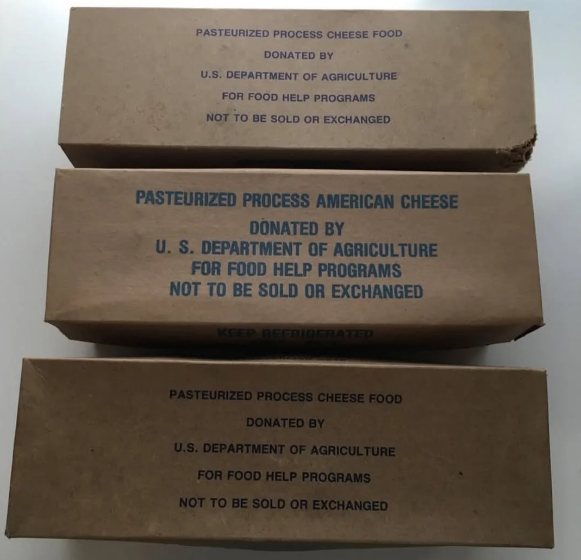 PASTEURIZED PROCESS CHEESE FOOD
DONATED BY
U.S. DEPARTMENT OF AGRICULTURE
FOR FOOD HELP PROGRAMS
NOT TO BE SOLD OR EXCHANGED
PASTEURIZED PROCESS AMERICAN CHEESE
DONATED BY
U. S. DEPARTMENT OF AGRICULTURE
FOR FOOD HELP PROGRAMS
NOT TO BE SOLD OR EXCHANGED
KEEP REFRIGERATED
PASTEURIZED PROCESS CHEESE FOOD
DONATED BY
U.S. DEPARTMENT OF AGRICULTURE
FOR FOOD HELP PROGRAMS
NOT TO BE SOLD OR EXCHANGED